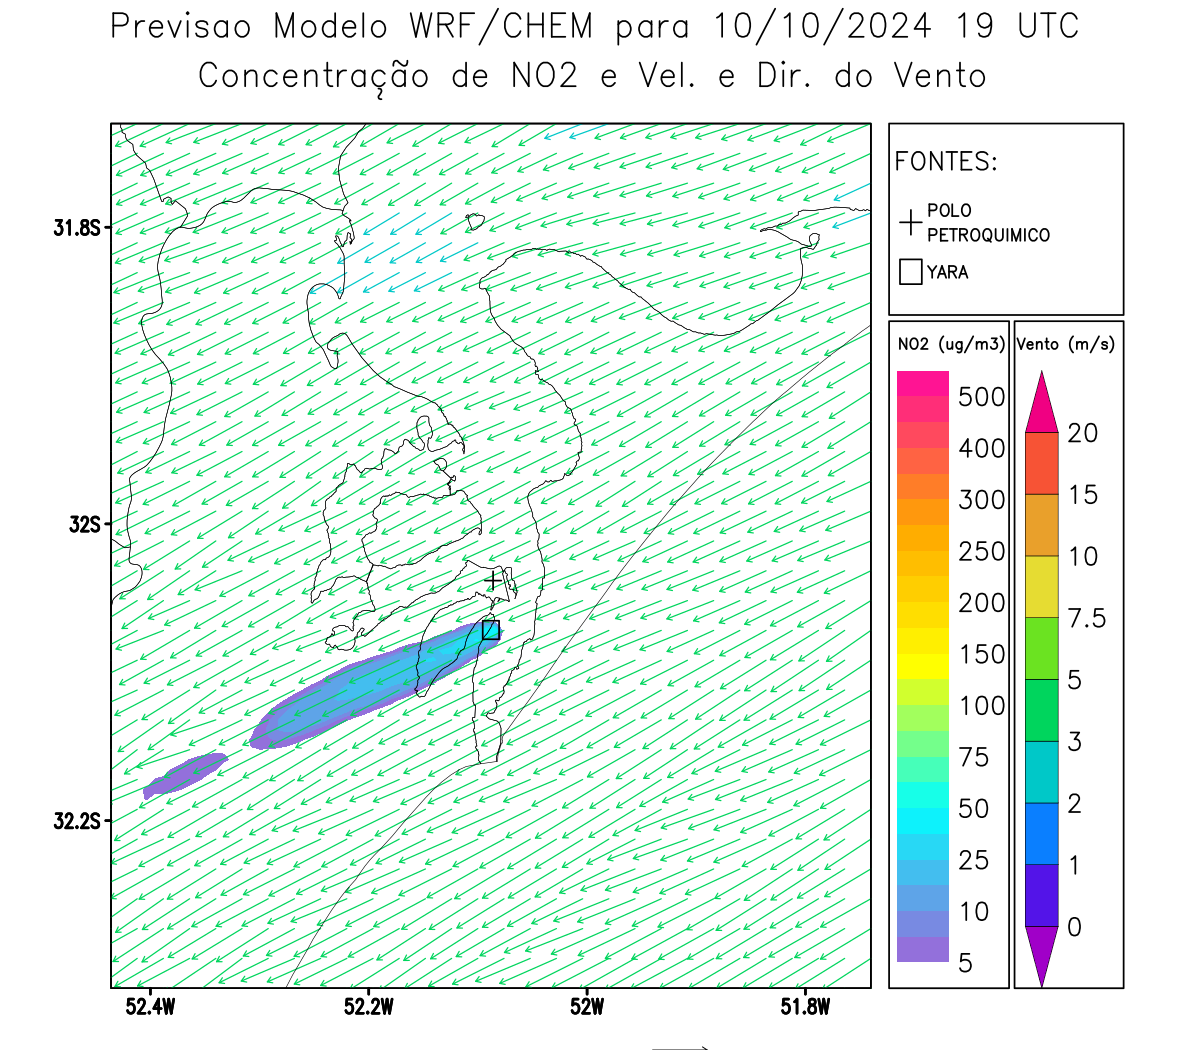 Previsao Modelo WRF/CHEM para 10/10/2024 19 UTC
Concentração de NO2 e Vel. e Dir. do Vento
FONTES:
POLO
PETROQUIMICO
YARA
NO2 (ug/m3)
500
400
300
250
200
150
100
75
50
25
10
5
Vento (m/s)
20
15
10
7.5
5
3
2
1
0
31.8S
32S
32.2S
52.4W 52.2W 52W 51.8W